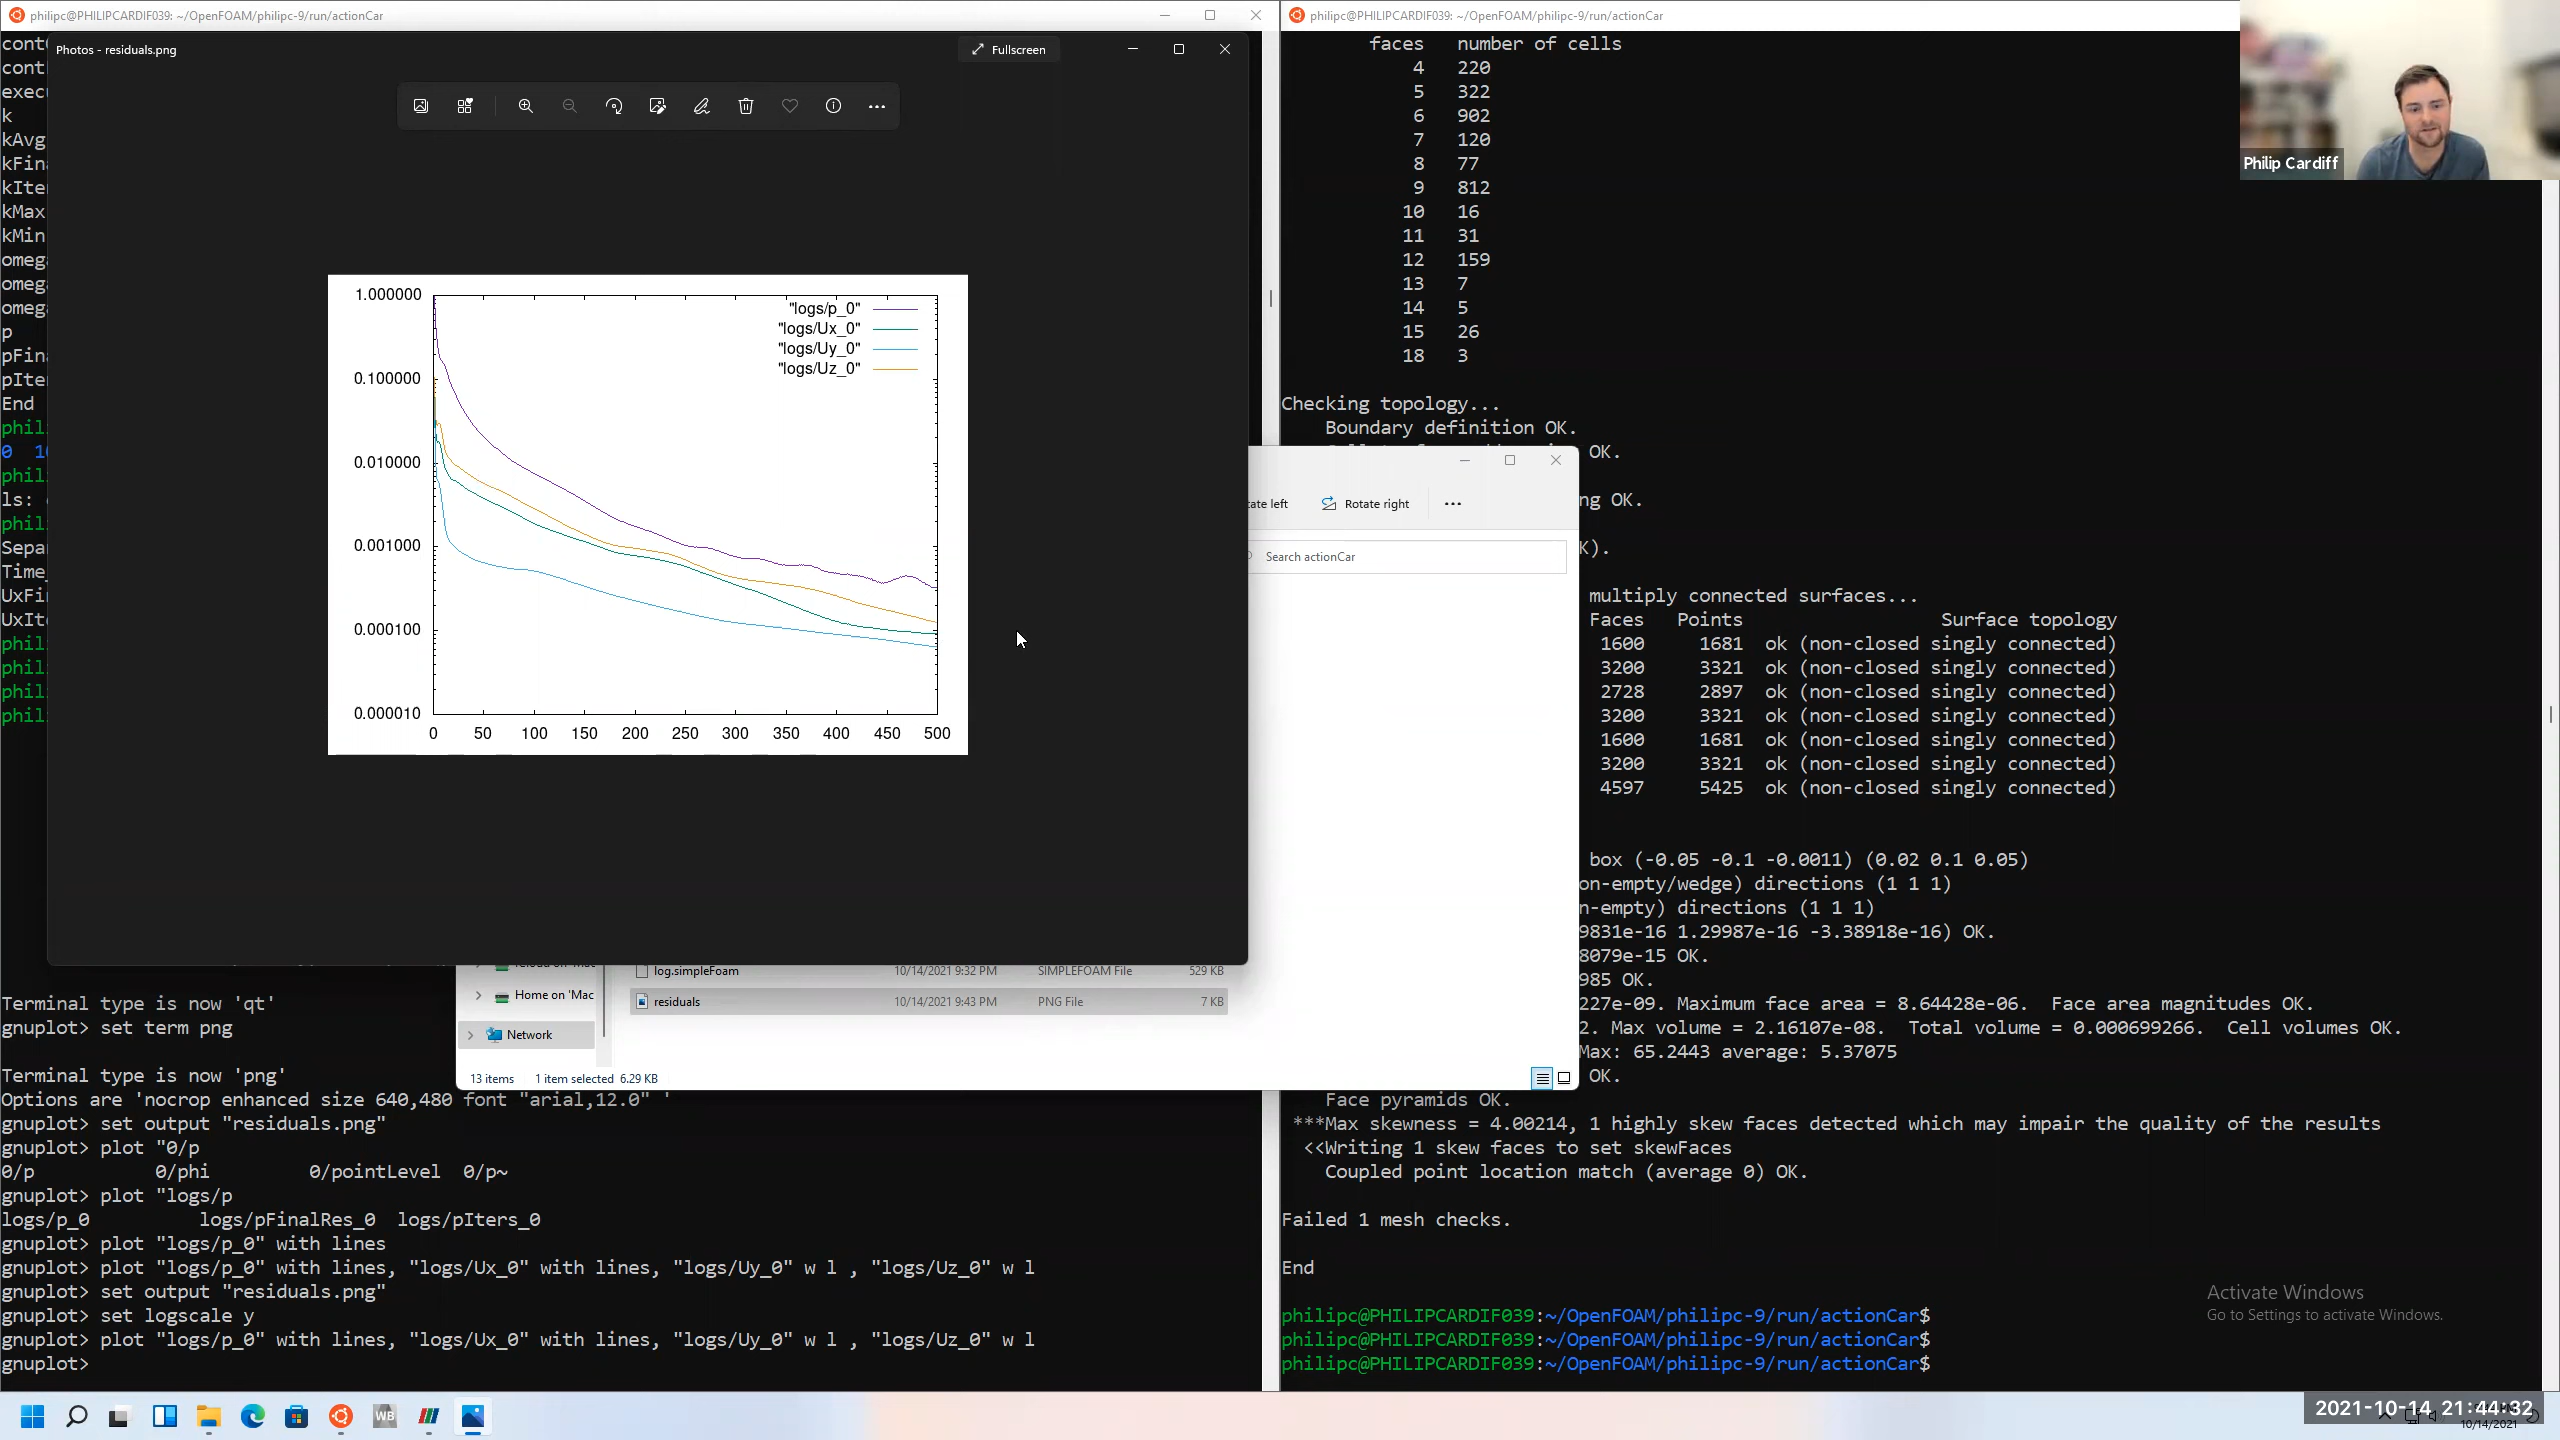 philipc@PHILIPCARDIF039: ~/OpenFOAM/philipc-9/run/actionCar
Photos - residuals.png
Fullscreen
exec
k
kAvg
kFin
kIte
kMax
kMin
omeg
omeg
omeg
p
pFin
pIte
End
phil
0 1
phil
ls:
phil
Sepa
Time_
UxFi
UxIt
phil
phil
phil
phil
1.000000
0.100000
0.010000
0.001000
0.000100
0.000010
"logs/p_0"
"logs/Ux_0"
"logs/Uy_0"
"logs/Uz_0"
0 50 100 150 200 250 300 350 400 450 500
tate left Rotate right
Search actionCar
log.simpleFoam 10/14/2021 9:32 PM SIMPLEFOAM File 529 KB
Home on 'Mac
residuals 10/14/2021 9:43 PM PNG File 7 KB
Network
13 items 1 item selected 6.29 KB
Terminal type is now 'qt'
gnuplot> set term png
Terminal type is now 'png'
Options are 'nocrop enhanced size 640,480 font "arial,12.0" '
gnuplot> set output "residuals.png"
gnuplot> plot "0/p
0/p 0/phi 0/pointLevel 0/p~
gnuplot> plot "logs/p
logs/p_0 logs/pFinalRes_0 logs/pIters_0
gnuplot> plot "logs/p_0" with lines
gnuplot> plot "logs/p_0" with lines, "logs/Ux_0" with lines, "logs/Uy_0" w l , "logs/Uz_0" w l
gnuplot> set output "residuals.png"
gnuplot> set logscale y
gnuplot> plot "logs/p_0" with lines, "logs/Ux_0" with lines, "logs/Uy_0" w l , "logs/Uz_0" w l
gnuplot>
philipc@PHILIPCARDIF039: ~/OpenFOAM/philipc-9/run/actionCar
Philip Cardiff
faces number of cells
4 220
5 322
6 902
7 120
8 77
9 812
10 16
11 31
12 159
13 7
14 5
15 26
18 3
Checking topology...
Boundary definition OK.
OK.
ng OK.
K).
multiply connected surfaces...
Faces Points Surface topology
1600 1681 ok (non-closed singly connected)
3200 3321 ok (non-closed singly connected)
2728 2897 ok (non-closed singly connected)
3200 3321 ok (non-closed singly connected)
1600 1681 ok (non-closed singly connected)
3200 3321 ok (non-closed singly connected)
4597 5425 ok (non-closed singly connected)
box (-0.05 -0.1 -0.0011) (0.02 0.1 0.05)
on-empty/wedge) directions (1 1 1)
n-empty) directions (1 1 1)
9831e-16 1.29987e-16 -3.38918e-16) OK.
8079e-15 OK.
985 OK.
227e-09. Maximum face area = 8.64428e-06. Face area magnitudes OK.
2. Max volume = 2.16107e-08. Total volume = 0.000699266. Cell volumes OK.
Max: 65.2443 average: 5.37075
OK.
Face pyramids OK.
***Max skewness = 4.00214, 1 highly skew faces detected which may impair the quality of the results
<<Writing 1 skew faces to set skewFaces
Coupled point location match (average 0) OK.
Failed 1 mesh checks.
End
philipc@PHILIPCARDIF039:~/OpenFOAM/philipc-9/run/actionCar$
philipc@PHILIPCARDIF039:~/OpenFOAM/philipc-9/run/actionCar$
philipc@PHILIPCARDIF039:~/OpenFOAM/philipc-9/run/actionCar$
Activate Windows
Go to Settings to activate Windows.
WB
2021-10-14 21:44:32
10/14/2021